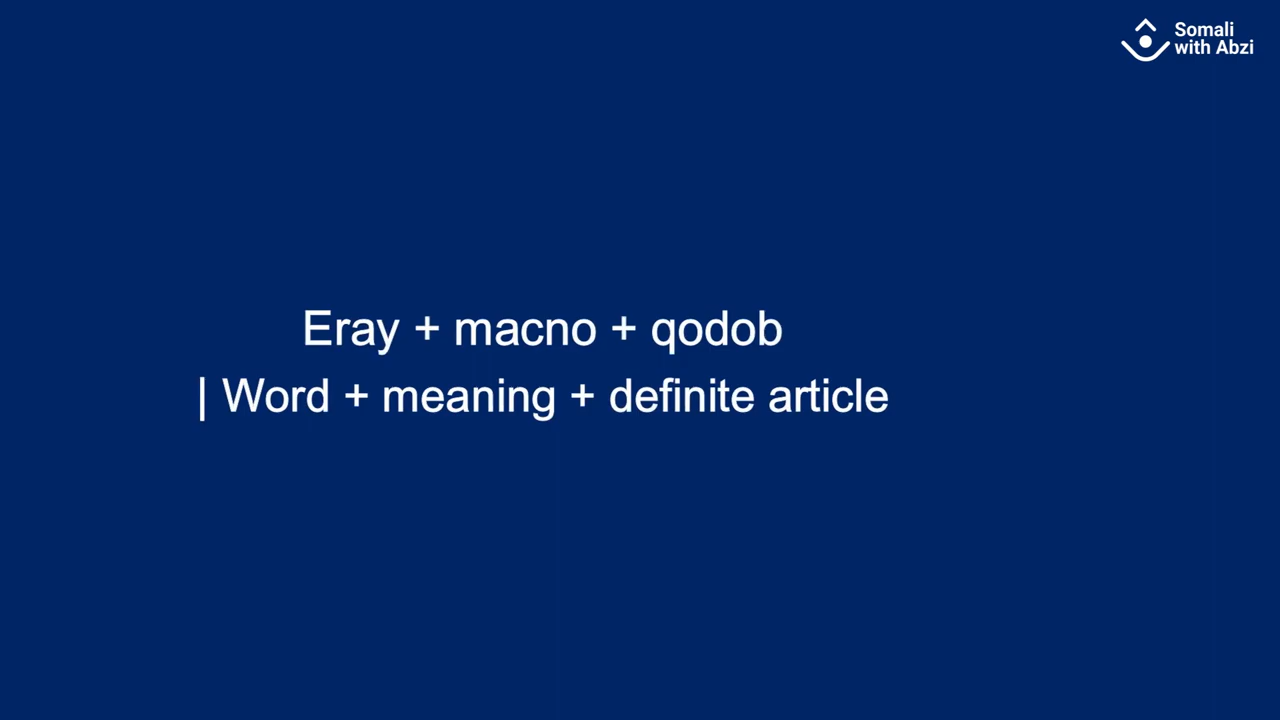 Somali
with Abzi
Eray + macno + qodob
| Word + meaning + definite article